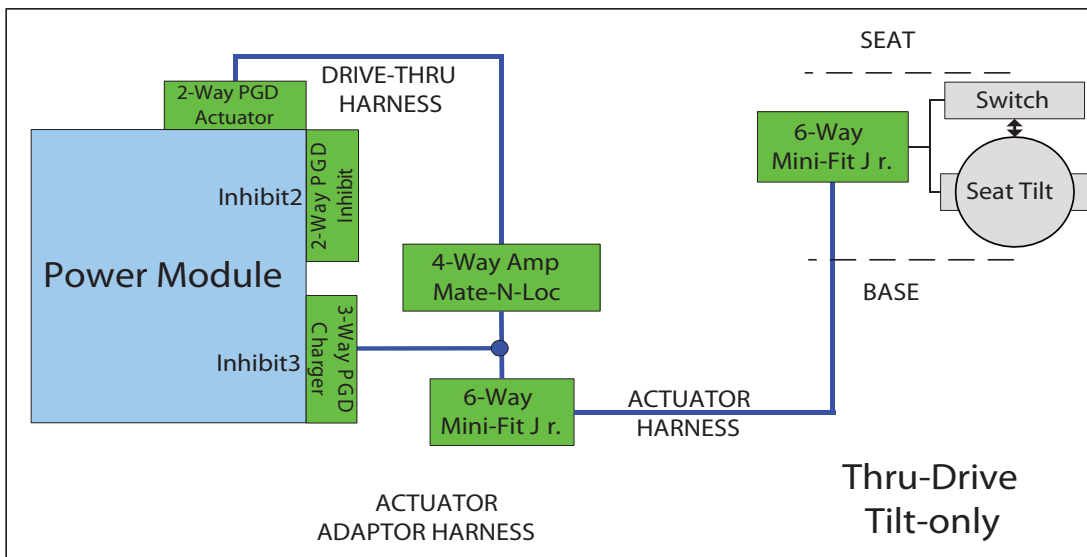 SEAT
DRIVE-THRU
HARNESS
2-Way PGD
Actuator
Switch
6-Way
Mini-Fit J r.
Inhibit2
2-Way PGD
Inhibit
Seat Tilt
Power Module
4-Way Amp
Mate-N-Loc
BASE
Inhibit3
3-Way PGD
Charger
6-Way
Mini-Fit J r.
ACTUATOR
HARNESS
ACTUATOR
ADAPTOR HARNESS
Thru-Drive
Tilt-only